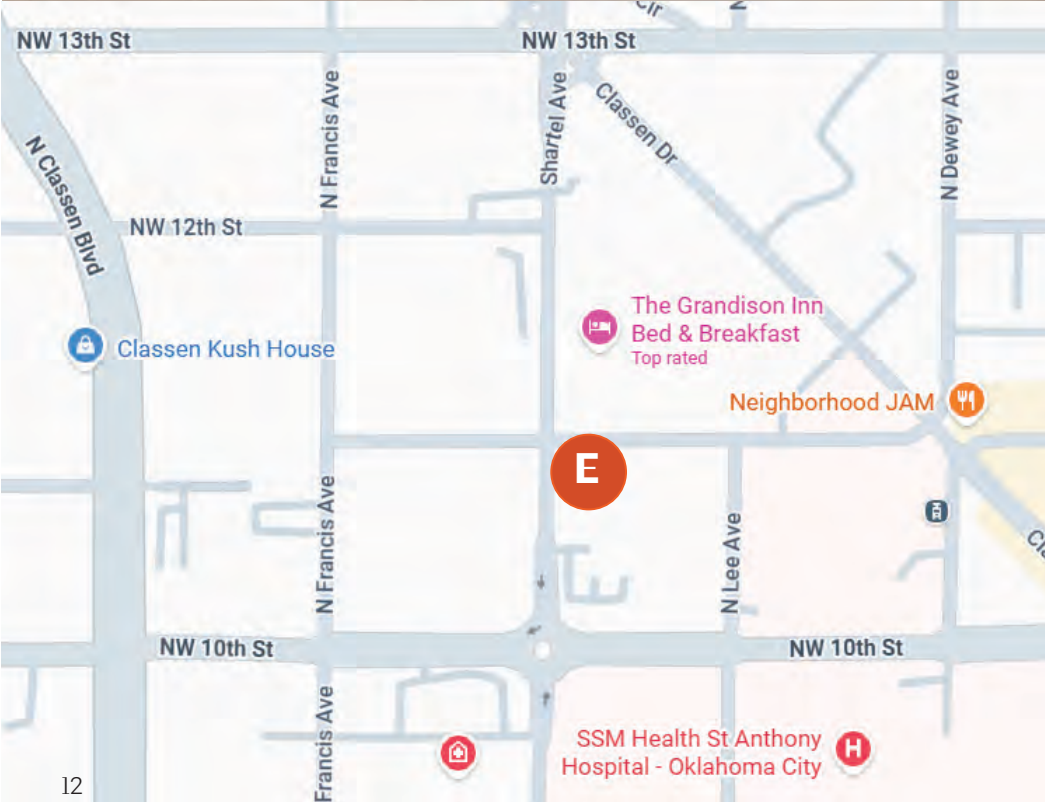 Cir
N
NW 13th St
NW 13th St
N Francis Ave
Shartel Ave
Classen Dr
N Dewey Ave
N Classen Blvd
NW 12th St
The Grandison Inn
Bed & Breakfast
Top rated
Classen Kush House
Neighborhood JAM
E
N Francis Ave
N Lee Ave
Cla
NW 10th St
NW 10th St
Francis Ave
SSM Health St Anthony
Hospital - Oklahoma City
H
12